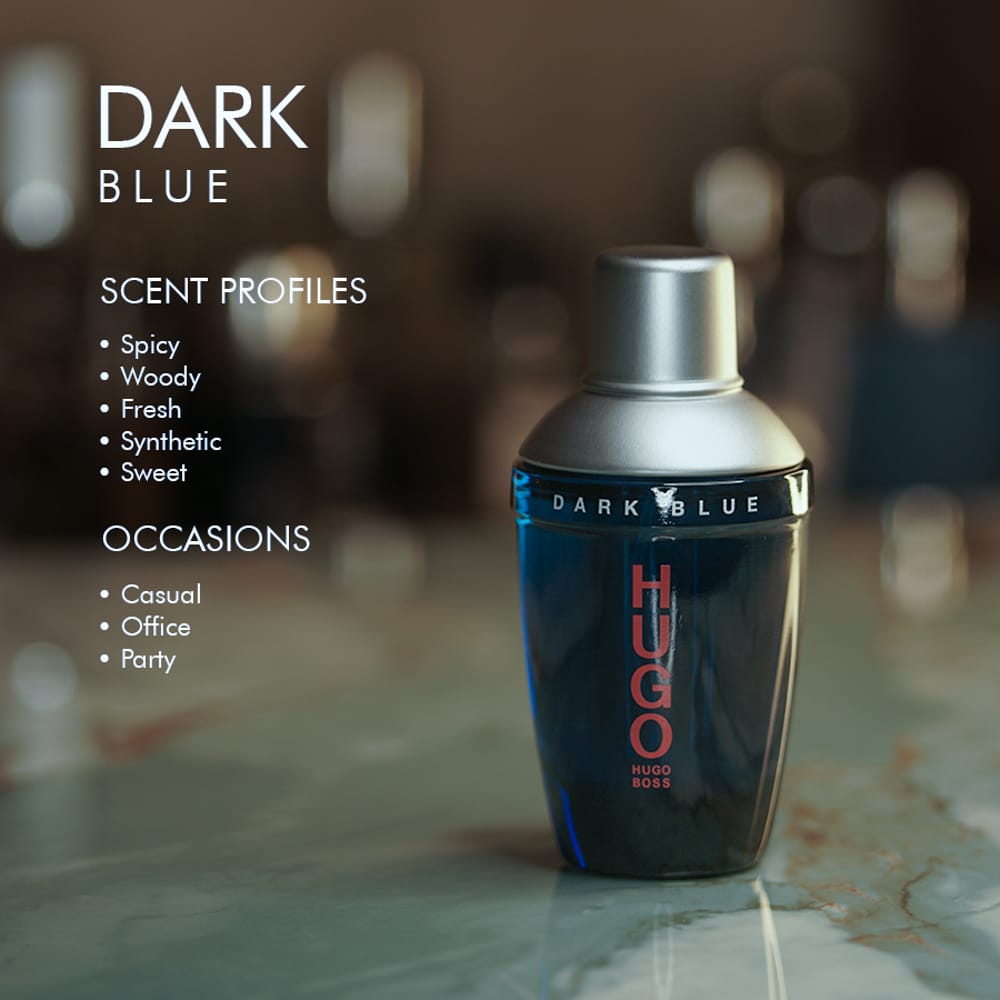 DARK
BLUE
SCENT PROFILES
• Spicy
• Woody
• Fresh
• Synthetic
• Sweet
OCCASIONS
• Casual
• Office
• Party
DARK BLUE
HUGO
HUGO
BOSS